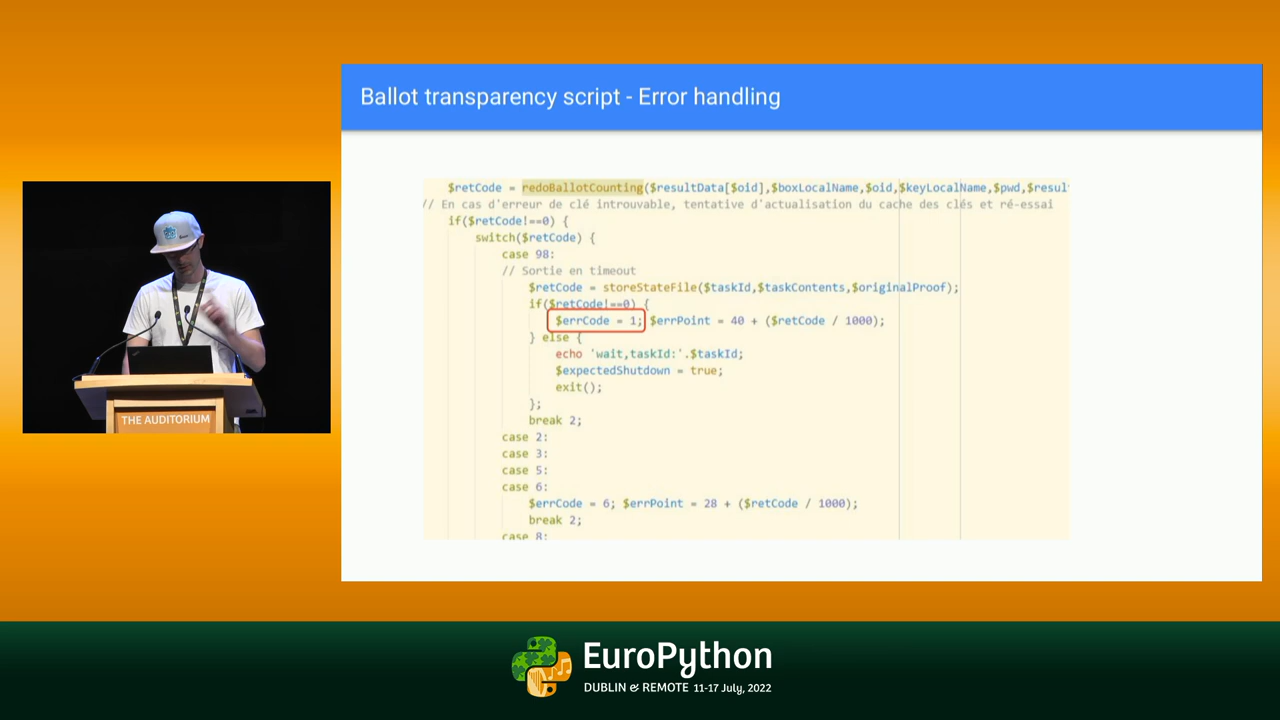 Ballot transparency script - Error handling
$retCode = redoBallotCounting($resultData[$oid],$boxLocalName,$oid,$keyLocalName,$pwd,$resul
// En cas d'erreur de clé introuvable, tentative d'actualisation du cache des clés et ré-essai
if($retCode!==0) {
switch($retCode) {
case 98:
// Sortie en timeout
$retCode = storeStateFile($taskId,$taskContents,$originalProof);
if($retCode!==0) {
$errCode = 1; $errPoint = 40 + ($retCode / 1000);
} else {
echo 'wait,taskId:'.$taskId;
$expectedShutdown = true;
exit();
};
break 2;
case 2:
case 3:
case 5:
case 6:
$errCode = 6; $errPoint = 28 + ($retCode / 1000);
break 2;
case 8:
THE AUDITORIUM
EuroPython
DUBLIN & REMOTE 11-17 July, 2022